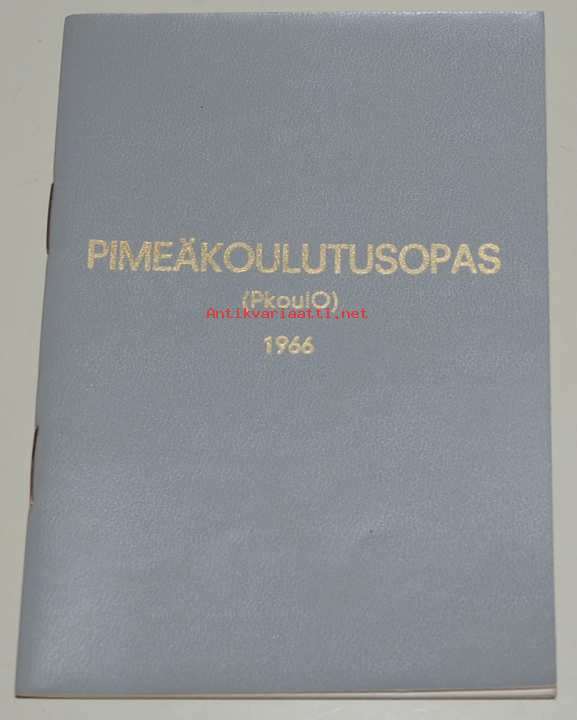 PIMEÄKOULUTUSOPAS
(PkoulO)
Antikvariaatti.net
1966